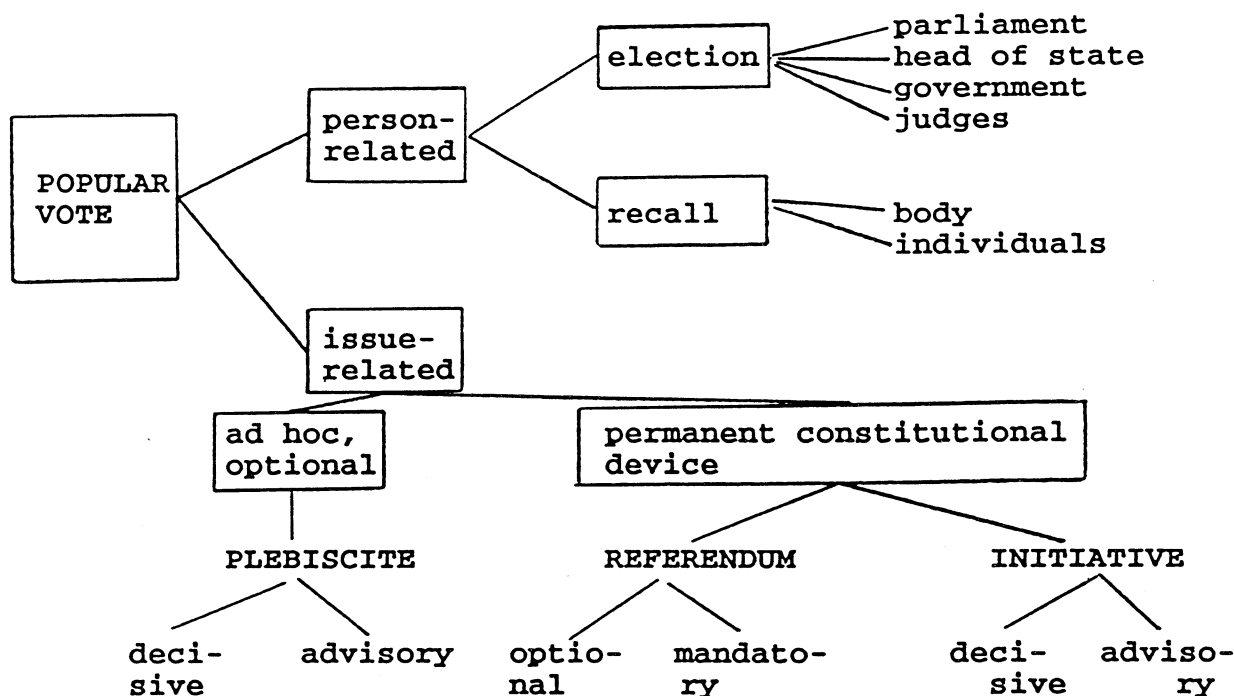 parliament
election
head of state
government
judges
person-
related
POPULAR
VOTE
recall
body
individuals
issue-
related
ad hoc,
optional
permanent constitutional
device
PLEBISCITE
REFERENDUM
INITIATIVE
deci-
sive
advisory
optio-
nal
mandato-
ry
deci-
sive
adviso-
ry